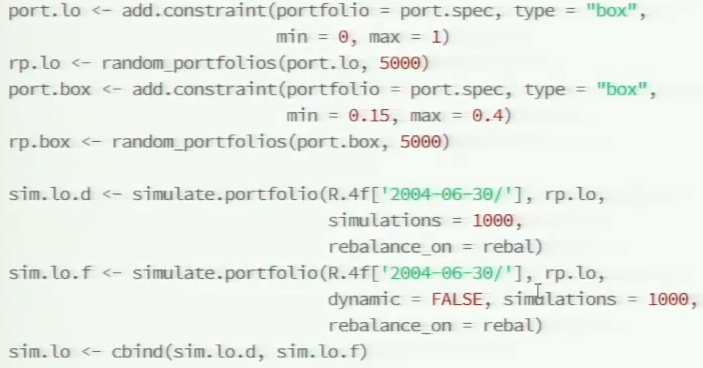 port.lo <- add.constraint(portfolio = port.spec, type = "box",
min = 0, max = 1)
rp.lo <- random_portfolios(port.lo, 5000)
port.box <- add.constraint(portfolio = port.spec, type = "box",
min = 0.15, max = 0.4)
rp.box <- random_portfolios(port.box, 5000)
sim.lo.d <- simulate.portfolio(R.4f['2004-06-30/'], rp.lo,
simulations = 1000,
rebalance_on = rebal)
sim.lo.f <- simulate.portfolio(R.4f['2004-06-30/'], rp.lo,
dynamic = FALSE, simulations = 1000,
rebalance_on = rebal)
sim.lo <- cbind(sim.lo.d, sim.lo.f)